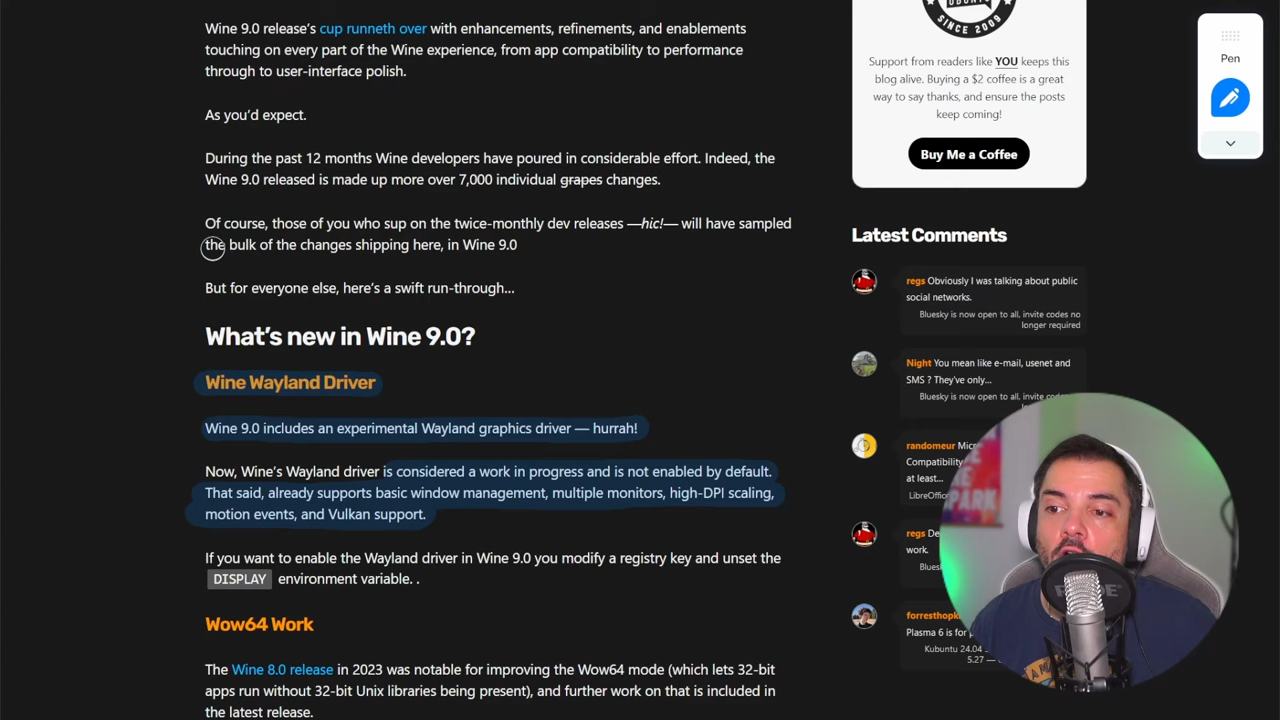 Wine 9.0 release's cup runneth over with enhancements, refinements, and enablements
touching on every part of the Wine experience, from app compatibility to performance
through to user-interface polish.
As you'd expect.
During the past 12 months Wine developers have poured in considerable effort. Indeed, the
Wine 9.0 released is made up more over 7,000 individual grapes changes.
Of course, those of you who sup on the twice-monthly dev releases —hic!— will have sampled
the bulk of the changes shipping here, in Wine 9.0
But for everyone else, here's a swift run-through...
What's new in Wine 9.0?
Wine Wayland Driver
Wine 9.0 includes an experimental Wayland graphics driver — hurrah!
Now, Wine's Wayland driver is considered a work in progress and is not enabled by default.
That said, already supports basic window management, multiple monitors, high-DPI scaling,
motion events, and Vulkan support.
If you want to enable the Wayland driver in Wine 9.0 you modify a registry key and unset the
DISPLAY environment variable. .
Wow64 Work
The Wine 8.0 release in 2023 was notable for improving the Wow64 mode (which lets 32-bit
apps run without 32-bit Unix libraries being present), and further work on that is included in
the latest release.
SINCE 2009
Support from readers like YOU keeps this
blog alive. Buying a $2 coffee is a great
way to say thanks, and ensure the posts
keep coming!
Buy Me a Coffee
Latest Comments
regs Obviously I was talking about public
social networks.
Bluesky is now open to all, invite codes no
longer required
Night You mean like e-mail, usenet and
SMS ? They've only...
Bluesky is now open to all, invite codes
randomeur
Compatibility
at least...
regs
work.
Plasma 6 is for
Kubuntu 24.04
5.27 —
Pen